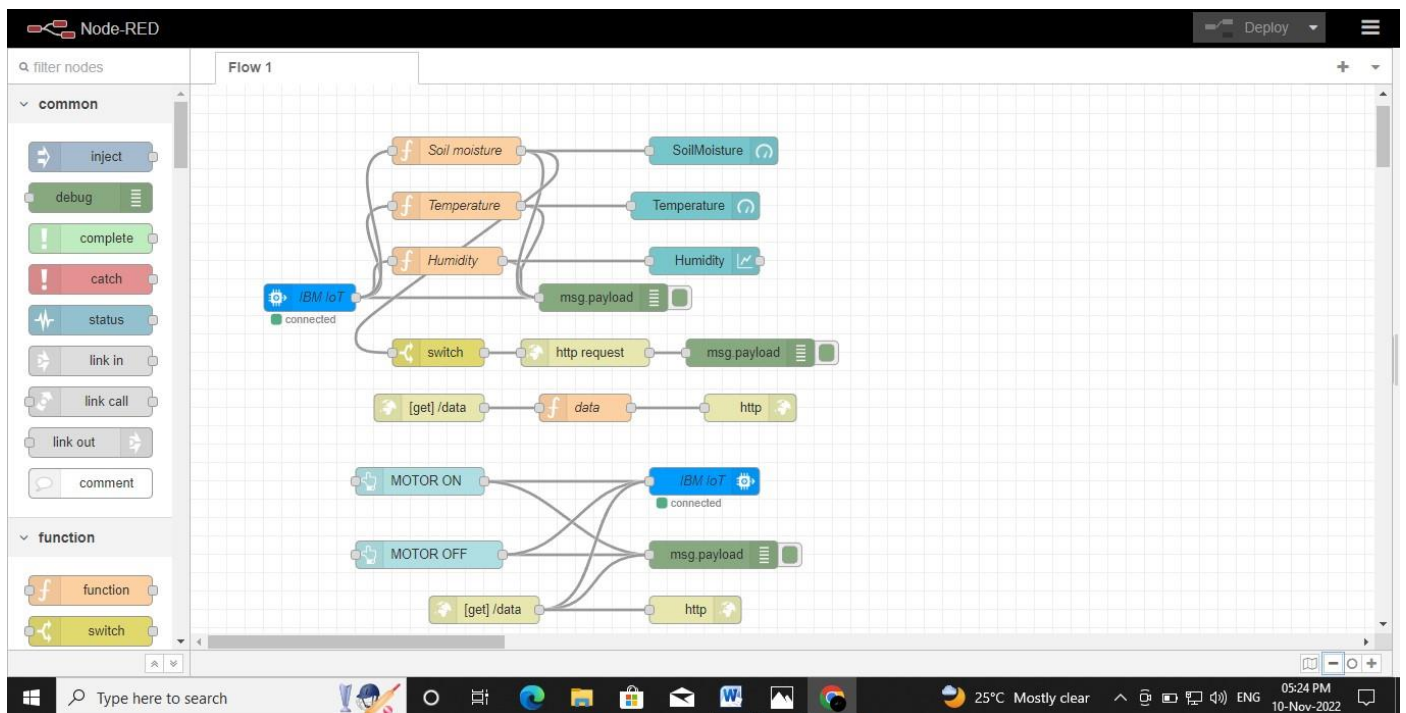 Node-RED
Deploy
filter nodes
Flow 1
common
inject
debug
complete
catch
status
link in
link call
link out
comment
function
function
switch
Soil moisture
SoilMoisture
Temperature
Temperature
Humidity
Humidity
IBM IoT
connected
msg.payload
switch
http request
msg.payload
[get] /data
data
http
MOTOR ON
IBM IoT
connected
MOTOR OFF
msg.payload
[get] /data
http
Type here to search
25°C Mostly clear
ENG
05:24 PM
10-Nov-2022